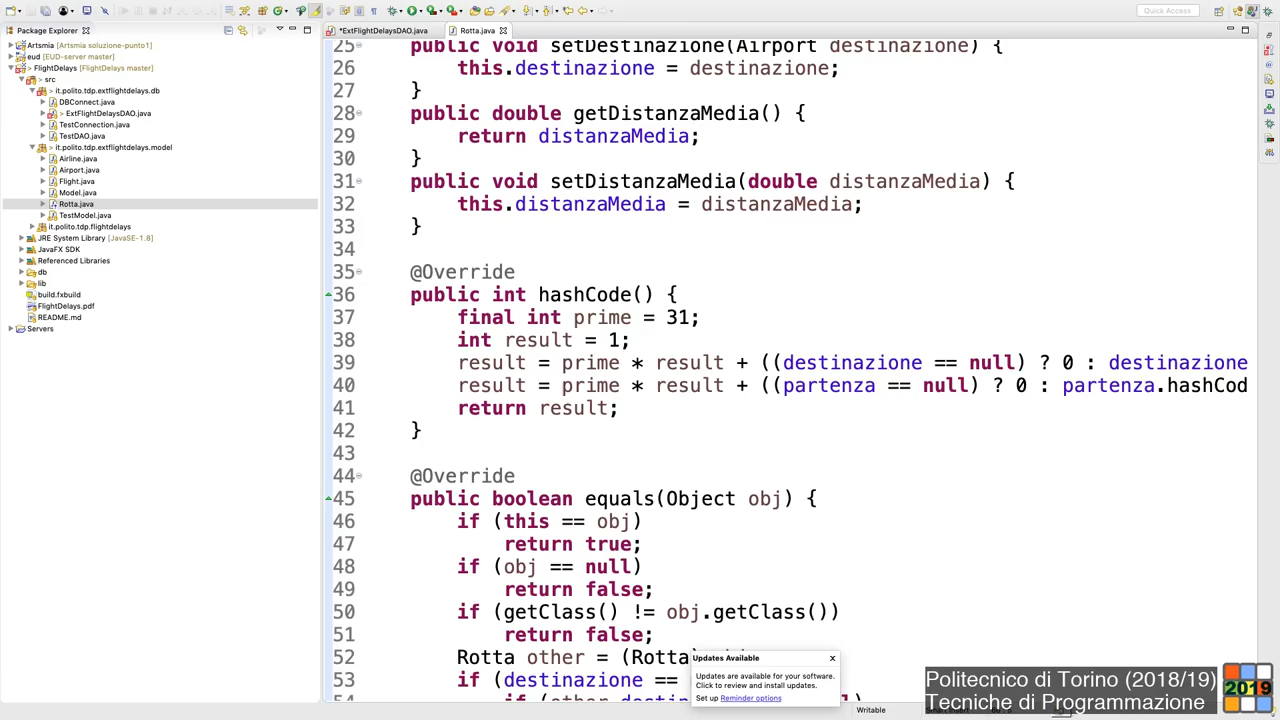 Quick Access
Package Explorer
*ExtFlightDelaysDAO.java
Rotta.java
Artsmia [Artsmia soluzione-punto1]
eud [EUD-server master]
> FlightDelays [FlightDelays master]
> src
> it.polito.tdp.extflightdelays.db
DBConnect.java
> ExtFlightDelaysDAO.java
TestConnection.java
TestDAO.java
> it.polito.tdp.extflightdelays.model
Airline.java
Airport.java
Flight.java
Model.java
Rotta.java
TestModel.java
it.polito.tdp.flightdelays
JRE System Library [JavaSE-1.8]
JavaFX SDK
Referenced Libraries
db
lib
build.fxbuild
FlightDelays.pdf
README.md
Servers
25 public void setDestinazione(Airport destinazione) {
26 this.destinazione = destinazione;
27 }
28 public double getDistanzaMedia() {
29 return distanzaMedia;
30 }
31 public void setDistanzaMedia(double distanzaMedia) {
32 this.distanzaMedia = distanzaMedia;
33 }
34
35 @Override
36 public int hashCode() {
37 final int prime = 31;
38 int result = 1;
39 result = prime * result + ((destinazione == null) ? 0 : destinazione
40 result = prime * result + ((partenza == null) ? 0 : partenza.hashCod
41 return result;
42 }
43
44 @Override
45 public boolean equals(Object obj) {
46 if (this == obj)
47 return true;
48 if (obj == null)
49 return false;
50 if (getClass() != obj.getClass())
51 return false;
52 Rotta other = (Rotta)
53 if (destinazione ==
54
Updates Available
Updates are available for your software.
Click to review and install updates.
Set up Reminder options
Writable
Politecnico di Torino (2018/19)
Tecniche di Programmazione
2019